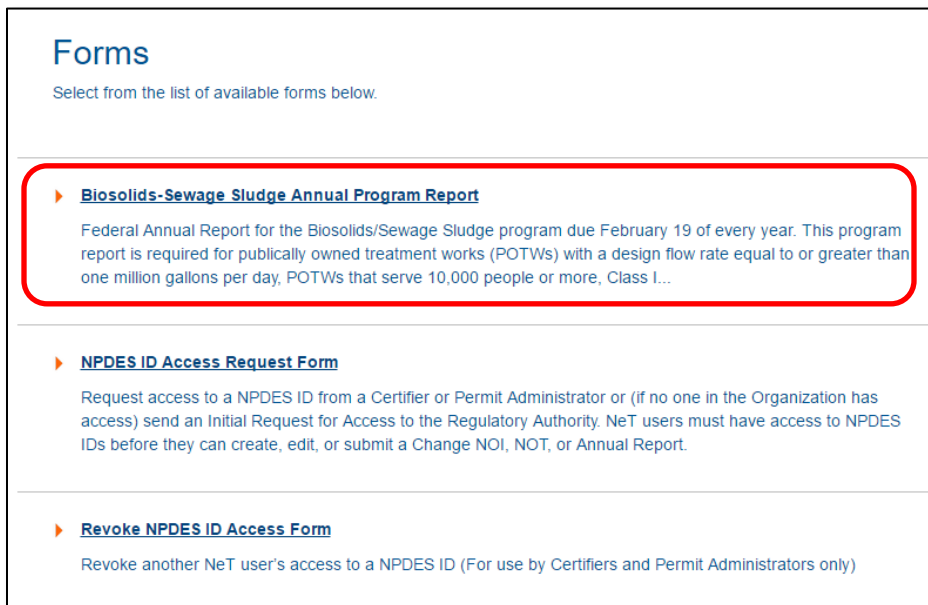 Forms
Select from the list of available forms below.
Biosolids-Sewage Sludge Annual Program Report
Federal Annual Report for the Biosolids/Sewage Sludge program due February 19 of every year. This program
report is required for publically owned treatment works (POTWs) with a design flow rate equal to or greater than
one million gallons per day, POTWs that serve 10,000 people or more, Class I...
NPDES ID Access Request Form
Request access to a NPDES ID from a Certifier or Permit Administrator or (if no one in the Organization has
access) send an Initial Request for Access to the Regulatory Authority. NeT users must have access to NPDES
IDs before they can create, edit, or submit a Change NOI, NOT, or Annual Report.
Revoke NPDES ID Access Form
Revoke another NeT user's access to a NPDES ID (For use by Certifiers and Permit Administrators only)